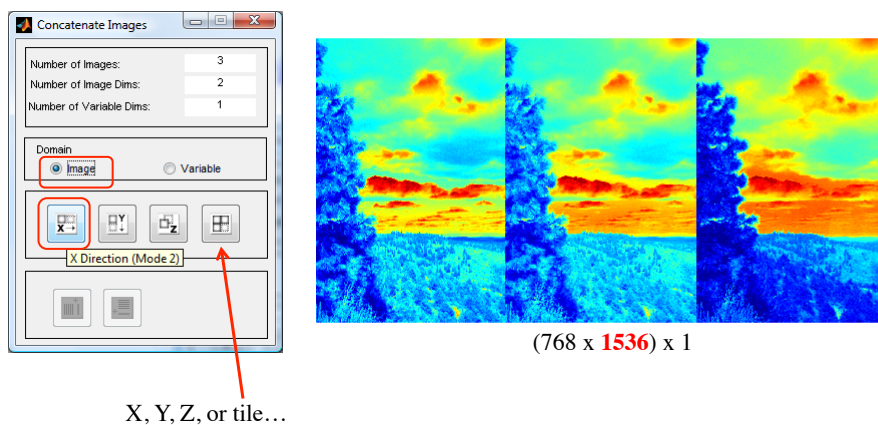 Concatenate Images
Number of Images: 3
Number of Image Dims: 2
Number of Variable Dims: 1
Domain
Image Variable
X Y Z
X Direction (Mode 2)
(768 x 1536) x 1
X, Y, Z, or tile…